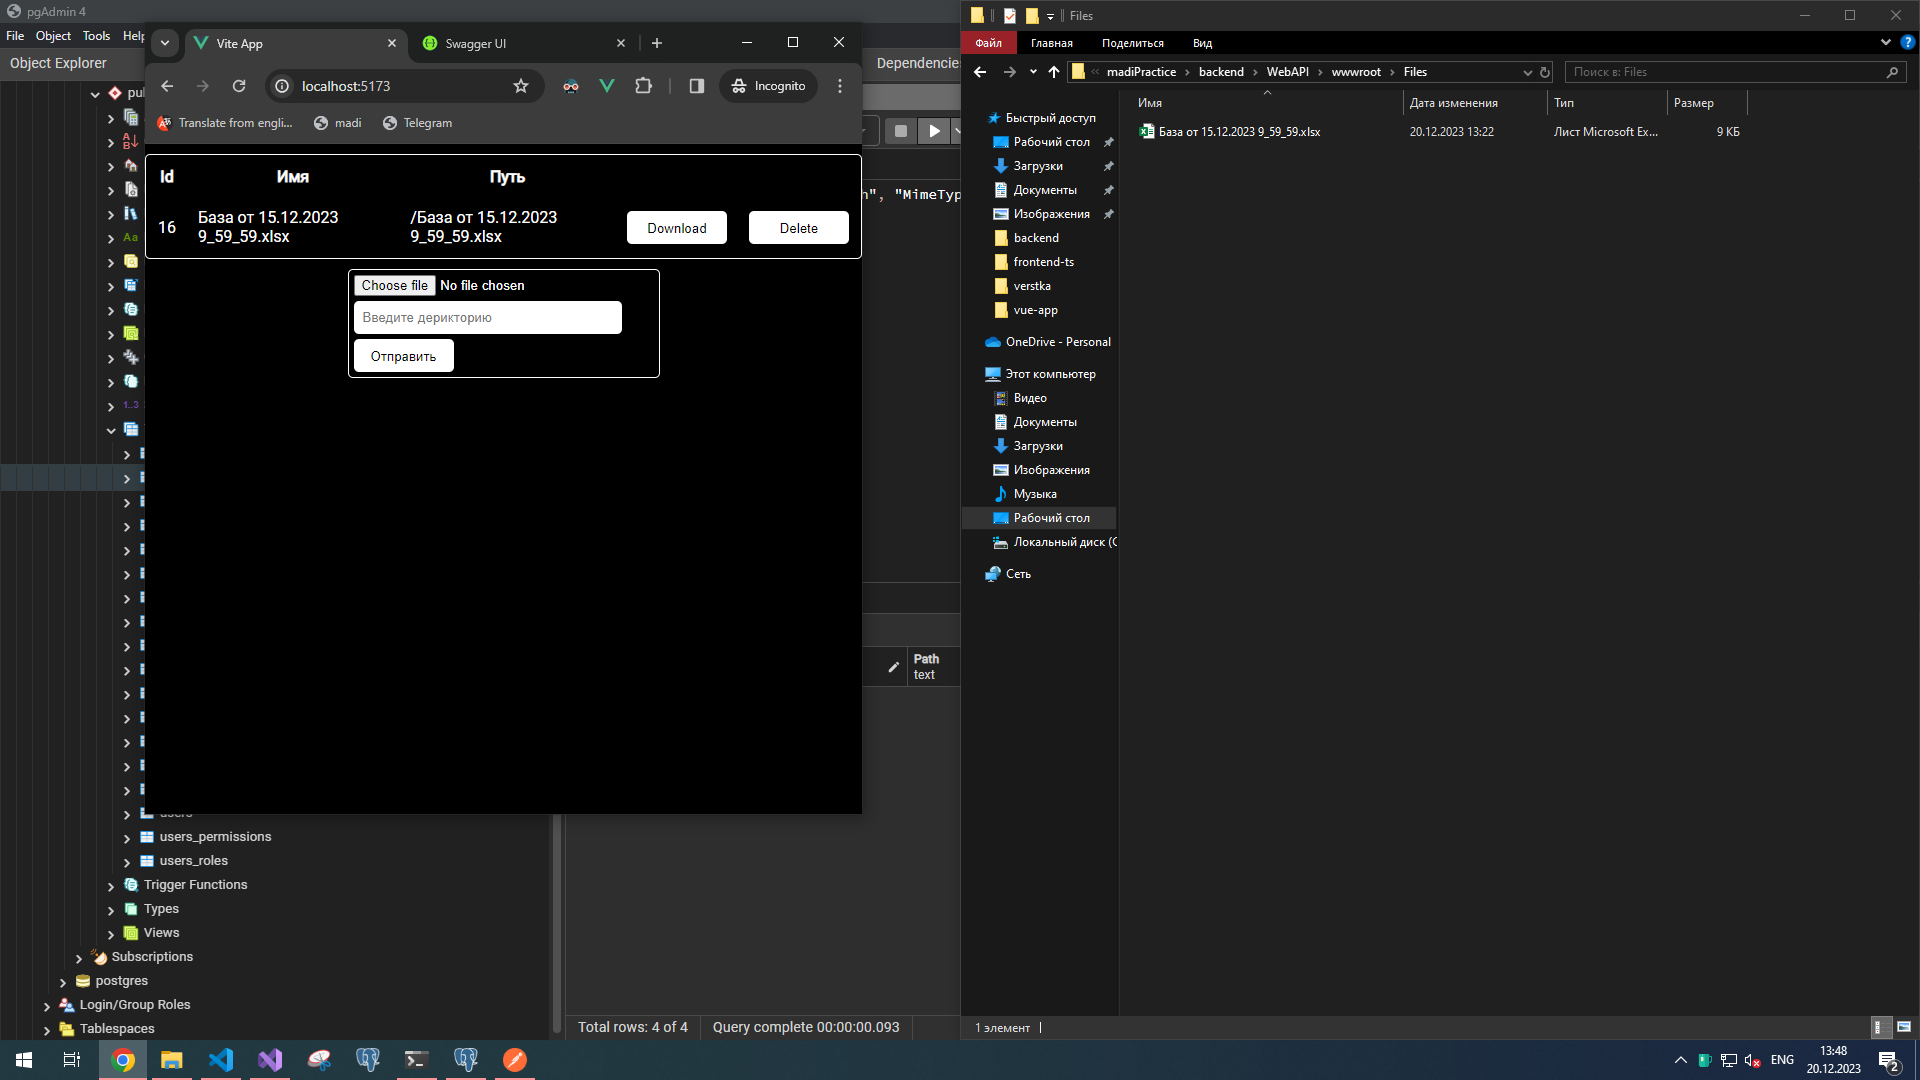 pgAdmin 4
File Object Tools Help
Object Explorer
Dependencies
Vite App
Swagger UI
localhost:5173
Incognito
Translate from engli...
madi
Telegram
Id Имя Путь
16 База от 15.12.2023 9_59_59.xlsx /База от 15.12.2023 9_59_59.xlsx Download Delete
Choose file No file chosen
Введите дерикторию
Отправить
h", "MimeTyp
Path
text
users
users_permissions
users_roles
Trigger Functions
Types
Views
Subscriptions
postgres
Login/Group Roles
Tablespaces
Total rows: 4 of 4
Query complete 00:00:00.093
Files
Файл Главная Поделиться Вид
« madiPractice › backend › WebAPI › wwwroot › Files
Поиск в: Files
Имя Дата изменения Тип Размер
База от 15.12.2023 9_59_59.xlsx 20.12.2023 13:22 Лист Microsoft Ex... 9 КБ
Быстрый доступ
Рабочий стол
Загрузки
Документы
Изображения
backend
frontend-ts
verstka
vue-app
OneDrive - Personal
Этот компьютер
Видео
Документы
Загрузки
Изображения
Музыка
Рабочий стол
Локальный диск (C
Сеть
1 элемент
ENG
13:48
20.12.2023
2